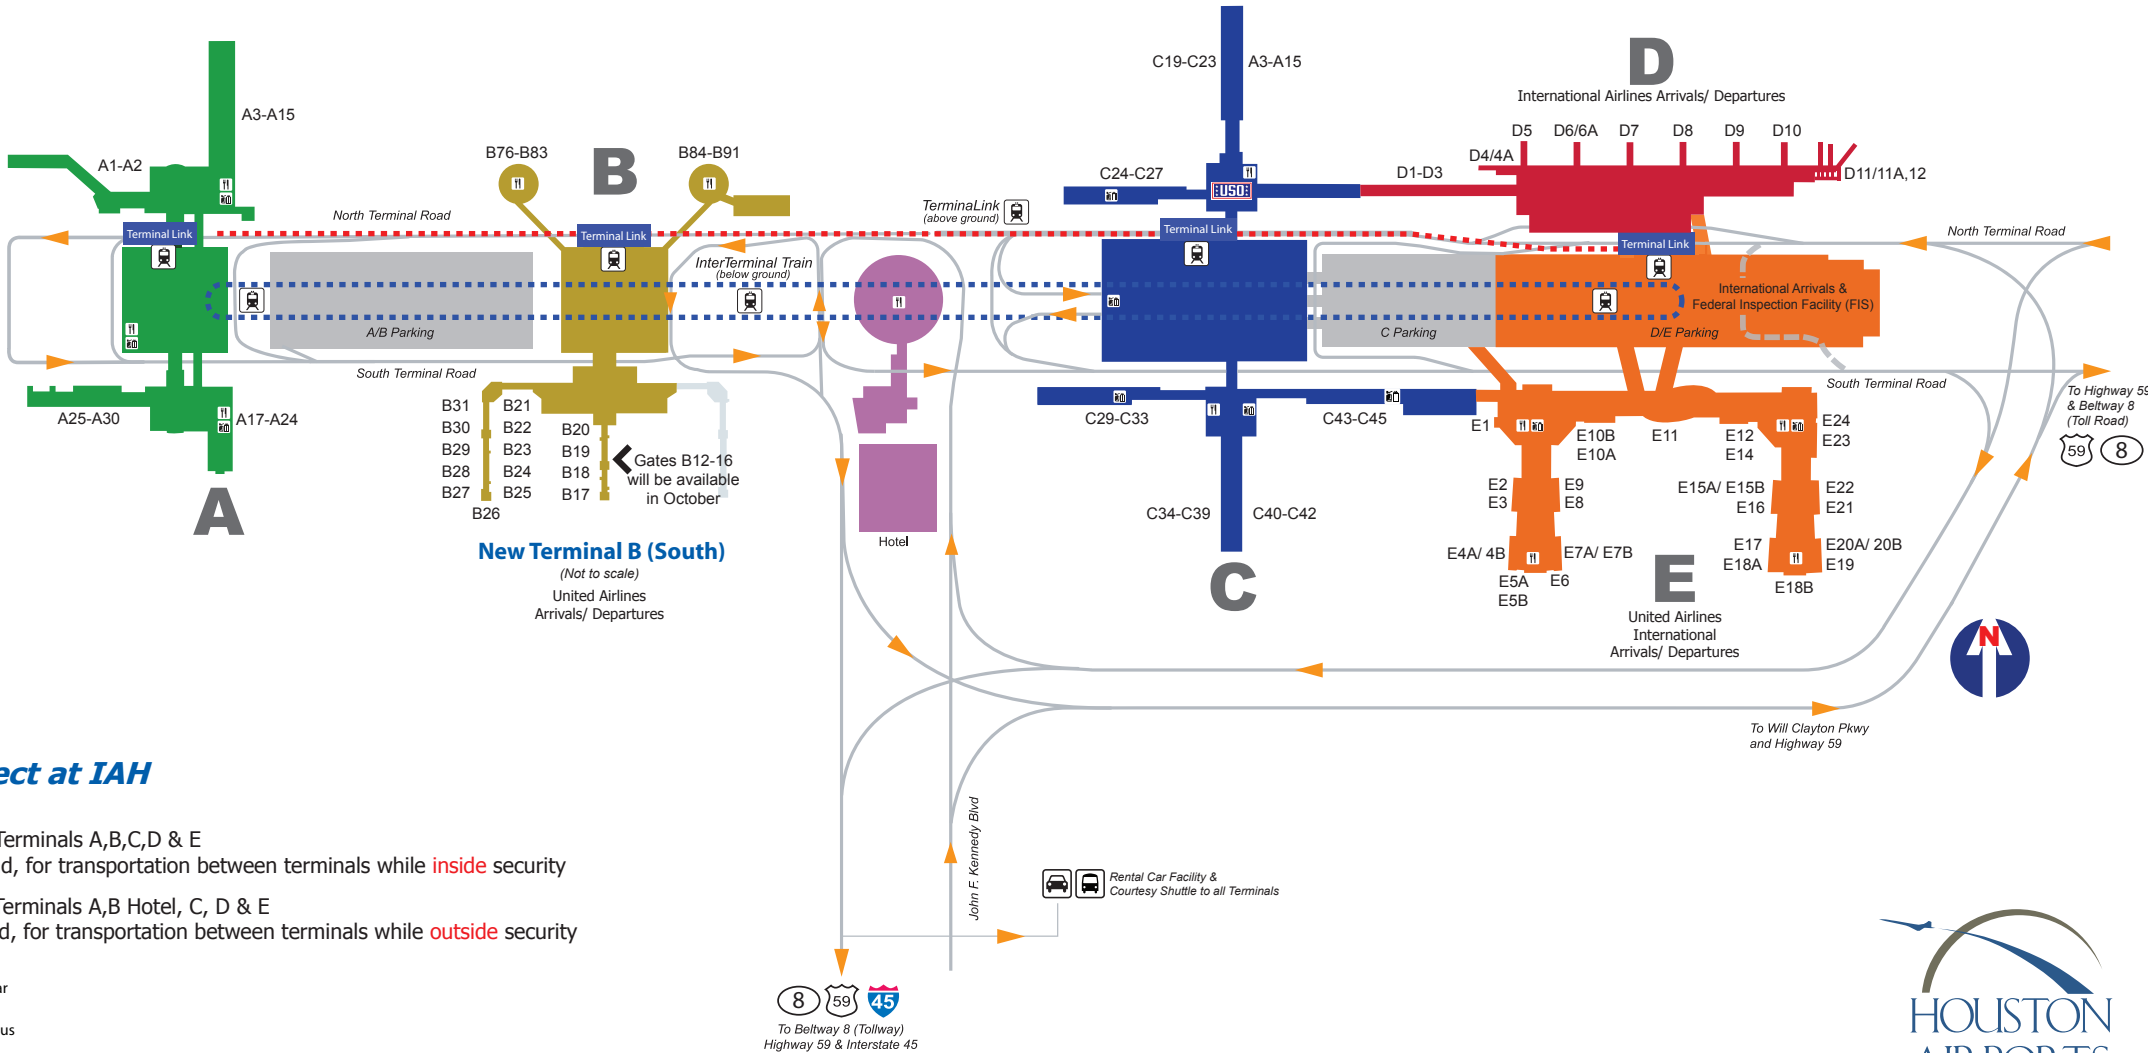 C19-C23
A3-A15
D
International Airlines Arrivals/ Departures
A3-A15
D5
D6/6A
D7
D8
D9
D10
B76-B83
B
B84-B91
D4/4A
A1-A2
C24-C27
D1-D3
D11/11A,12
USO
TerminaLink
(above ground)
North Terminal Road
Terminal Link
Terminal Link
Terminal Link
Terminal Link
North Terminal Road
InterTerminal Train
(below ground)
International Arrivals &
Federal Inspection Facility (FIS)
A/B Parking
C Parking
D/E Parking
South Terminal Road
South Terminal Road
To Highway 59
& Beltway 8
(Toll Road)
59
8
A25-A30
A17-A24
A
B31
B30
B29
B28
B27
B26
B21
B22
B23
B24
B25
B20
B19
B18
B17
Gates B12-16
will be available
in October
New Terminal B (South)
(Not to scale)
United Airlines
Arrivals/ Departures
Hotel
C29-C33
C43-C45
C34-C39
C40-C42
C
E1
E10B
E10A
E11
E12
E14
E24
E23
E2
E3
E9
E8
E15A/ E15B
E16
E22
E21
E4A/ 4B
E7A/ E7B
E5A
E5B
E6
E17
E18A
E20A/ 20B
E19
E18B
E
United Airlines
International
Arrivals/ Departures
N
To Will Clayton Pkwy
and Highway 59
ect at IAH
Terminals A,B,C,D & E
d, for transportation between terminals while inside security
Terminals A,B Hotel, C, D & E
d, for transportation between terminals while outside security
ar
us
John F. Kennedy Blvd
Rental Car Facility &
Courtesy Shuttle to all Terminals
8
59
45
To Beltway 8 (Tollway)
Highway 59 & Interstate 45
HOUSTON
AIRPORTS